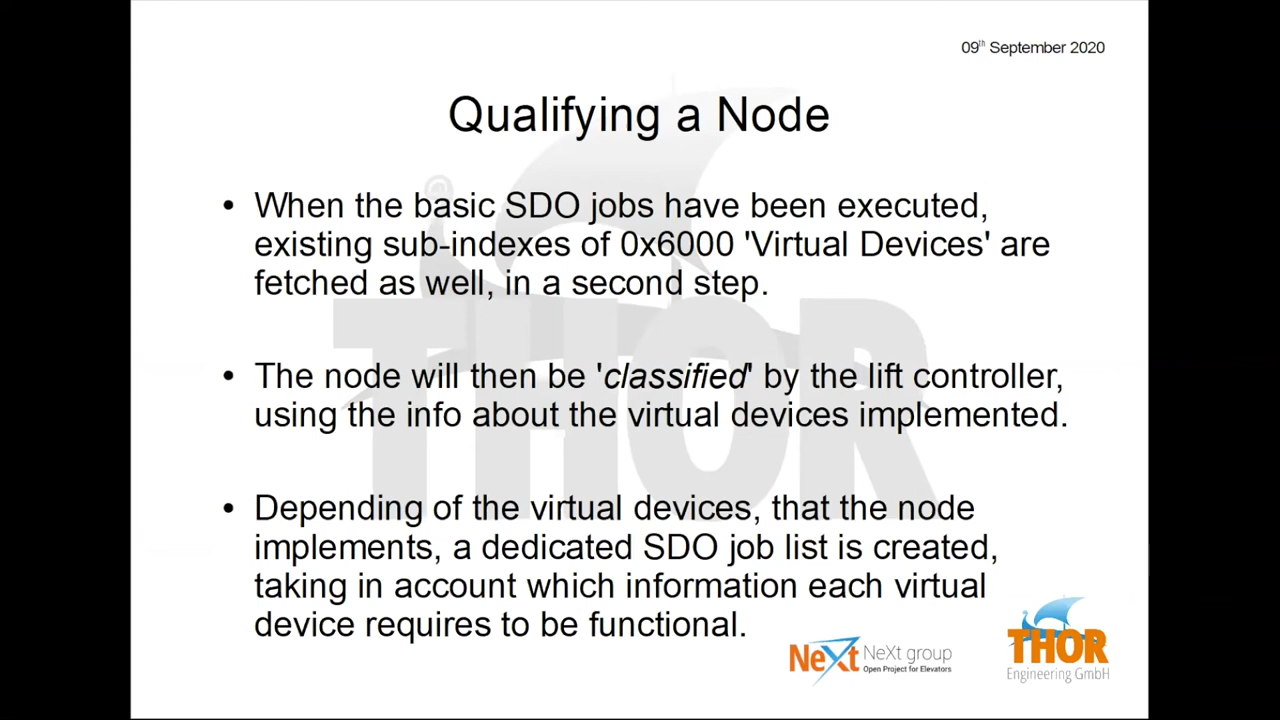 09th September 2020
Qualifying a Node
• When the basic SDO jobs have been executed,
existing sub-indexes of 0x6000 'Virtual Devices' are
fetched as well, in a second step.
• The node will then be 'classified' by the lift controller,
using the info about the virtual devices implemented.
• Depending of the virtual devices, that the node
implements, a dedicated SDO job list is created,
taking in account which information each virtual
device requires to be functional.
NeXt NeXt group
Open Project for Elevators
THOR
Engineering GmbH
THOR